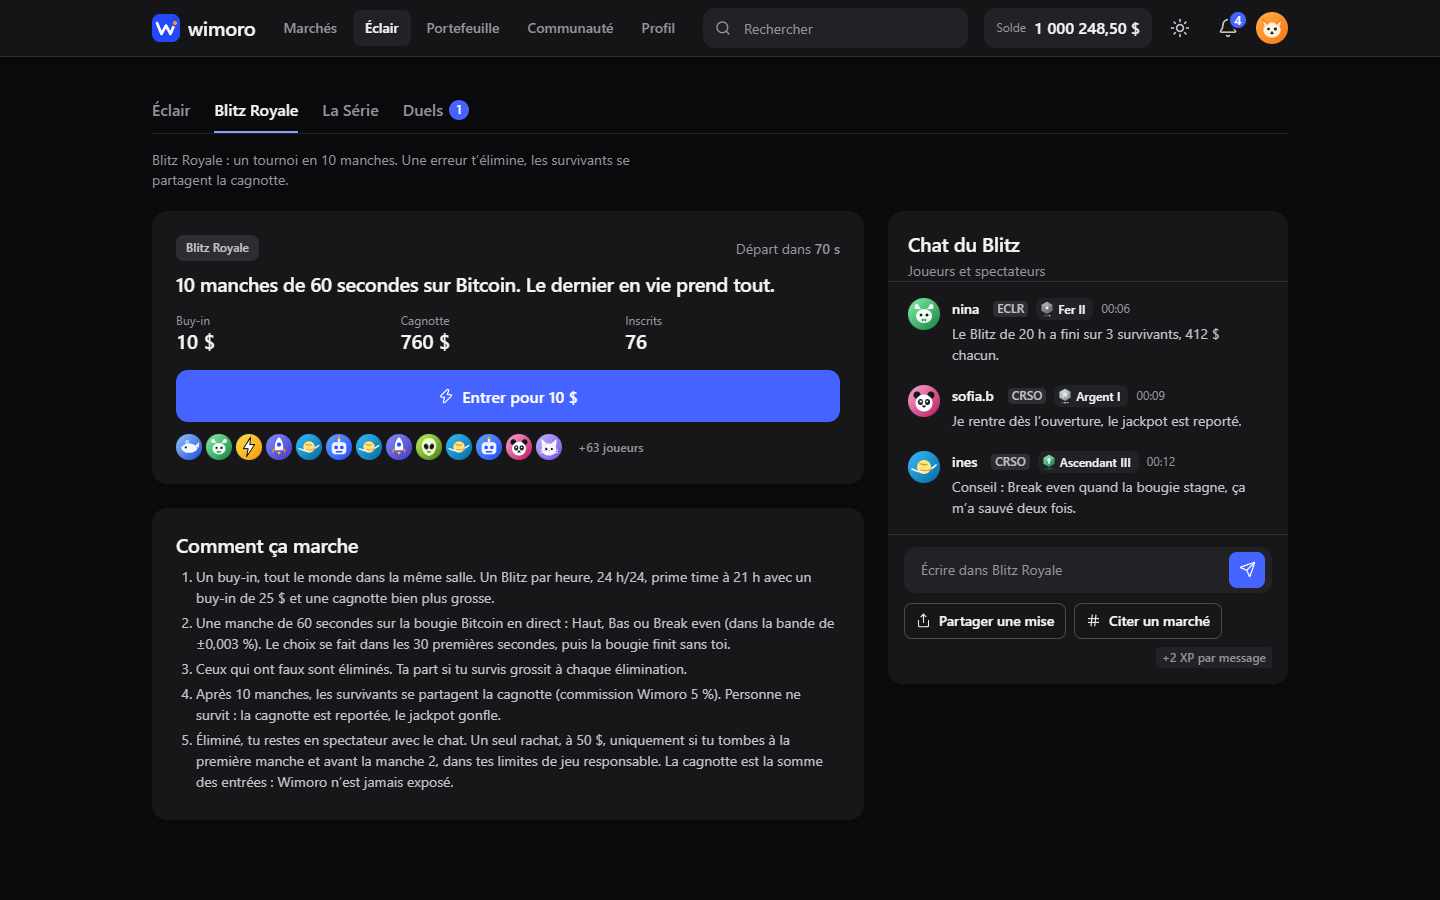 wimoro
Marchés
Éclair
Portefeuille
Communauté
Profil
Rechercher
Solde 1 000 248,50 $
4
Éclair
Blitz Royale
La Série
Duels 1
Blitz Royale : un tournoi en 10 manches. Une erreur t’élimine, les survivants se
partagent la cagnotte.
Blitz Royale
Départ dans 70 s
10 manches de 60 secondes sur Bitcoin. Le dernier en vie prend tout.
Buy-in
10 $
Cagnotte
760 $
Inscrits
76
Entrer pour 10 $
+63 joueurs
Comment ça marche
1. Un buy-in, tout le monde dans la même salle. Un Blitz par heure, 24 h/24, prime time à 21 h avec un
buy-in de 25 $ et une cagnotte bien plus grosse.
2. Une manche de 60 secondes sur la bougie Bitcoin en direct : Haut, Bas ou Break even (dans la bande de
±0,003 %). Le choix se fait dans les 30 premières secondes, puis la bougie finit sans toi.
3. Ceux qui ont faux sont éliminés. Ta part si tu survis grossit à chaque élimination.
4. Après 10 manches, les survivants se partagent la cagnotte (commission Wimoro 5 %). Personne ne
survit : la cagnotte est reportée, le jackpot gonfle.
5. Éliminé, tu restes en spectateur avec le chat. Un seul rachat, à 50 $, uniquement si tu tombes à la
première manche et avant la manche 2, dans tes limites de jeu responsable. La cagnotte est la somme
des entrées : Wimoro n’est jamais exposé.
Chat du Blitz
Joueurs et spectateurs
nina ECLR Fer II 00:06
Le Blitz de 20 h a fini sur 3 survivants, 412 $
chacun.
sofia.b CRSO Argent I 00:09
Je rentre dès l’ouverture, le jackpot est reporté.
ines CRSO Ascendant III 00:12
Conseil : Break even quand la bougie stagne, ça
m’a sauvé deux fois.
Écrire dans Blitz Royale
Partager une mise
Citer un marché
+2 XP par message